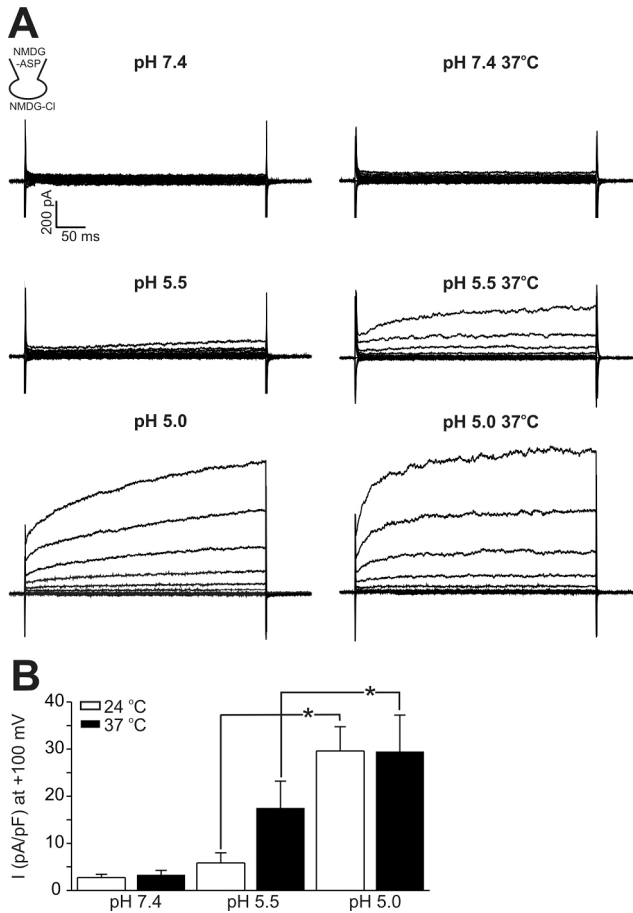 A
NMDG
-ASP
NMDG-Cl
pH 7.4
pH 7.4 37°C
200 pA
50 ms
pH 5.5
pH 5.5 37°C
pH 5.0
pH 5.0 37°C
B
I (pA/pF) at +100 mV
40
30
20
10
0
24 °C
37 °C
*
*
pH 7.4
pH 5.5
pH 5.0